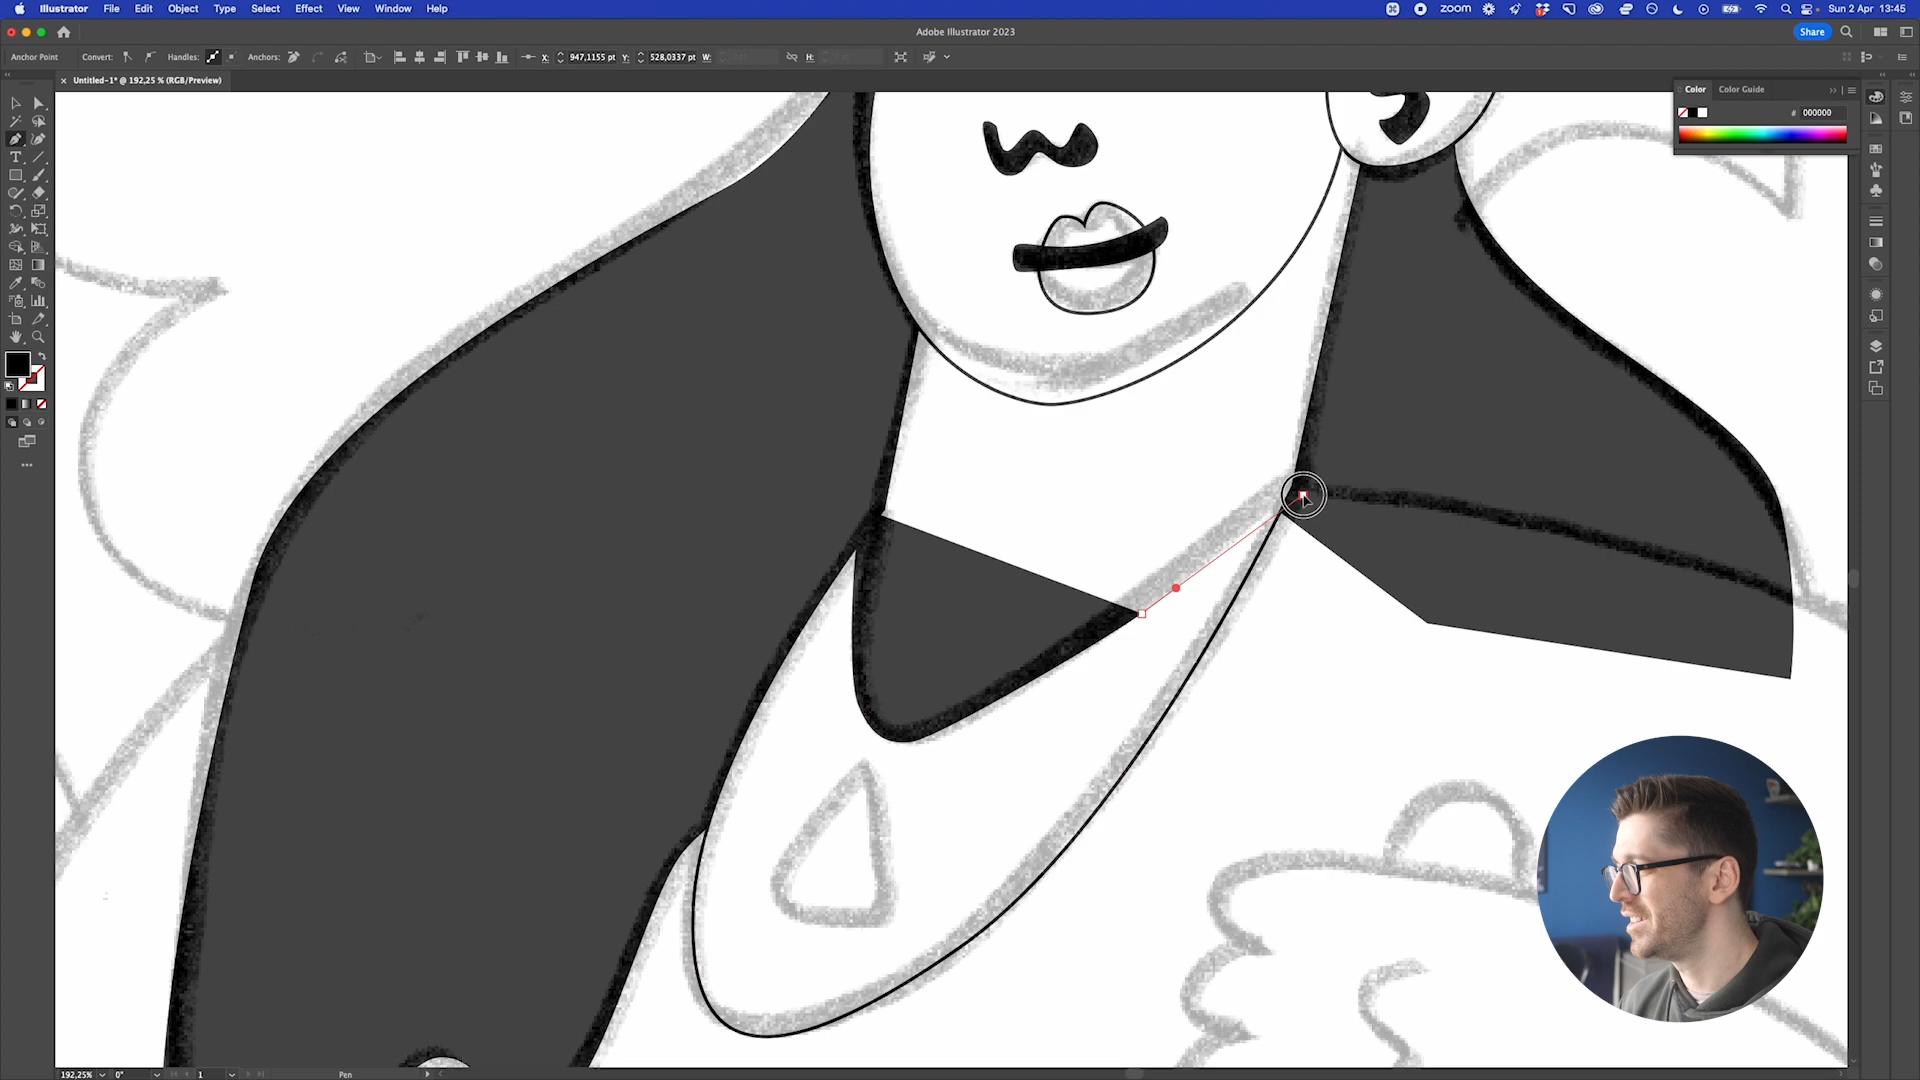 Illustrator File Edit Object Type Select Effect View Window Help
zoom Sun 2 Apr 13:45
Adobe Illustrator 2023
Share
Anchor Point Convert: Handles: Anchors: X: 947,1155 pt Y: 528,0337 pt W: H:
× Untitled-1* @ 192,25 % (RGB/Preview)
Color Color Guide
# 000000
192,25% 0° 1 Pen